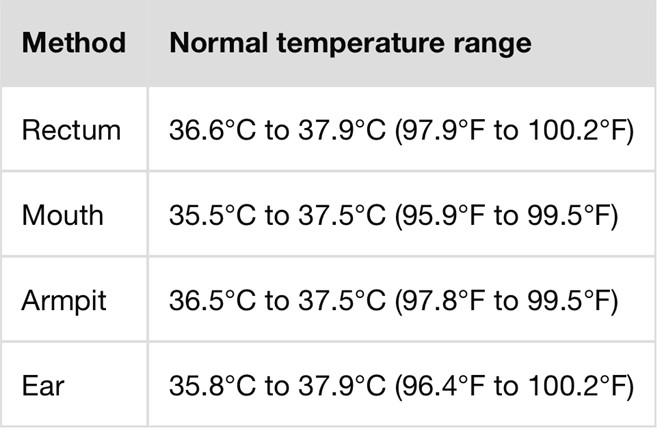 Method Normal temperature range
Rectum 36.6°C to 37.9°C (97.9°F to 100.2°F)
Mouth 35.5°C to 37.5°C (95.9°F to 99.5°F)
Armpit 36.5°C to 37.5°C (97.8°F to 99.5°F)
Ear 35.8°C to 37.9°C (96.4°F to 100.2°F)